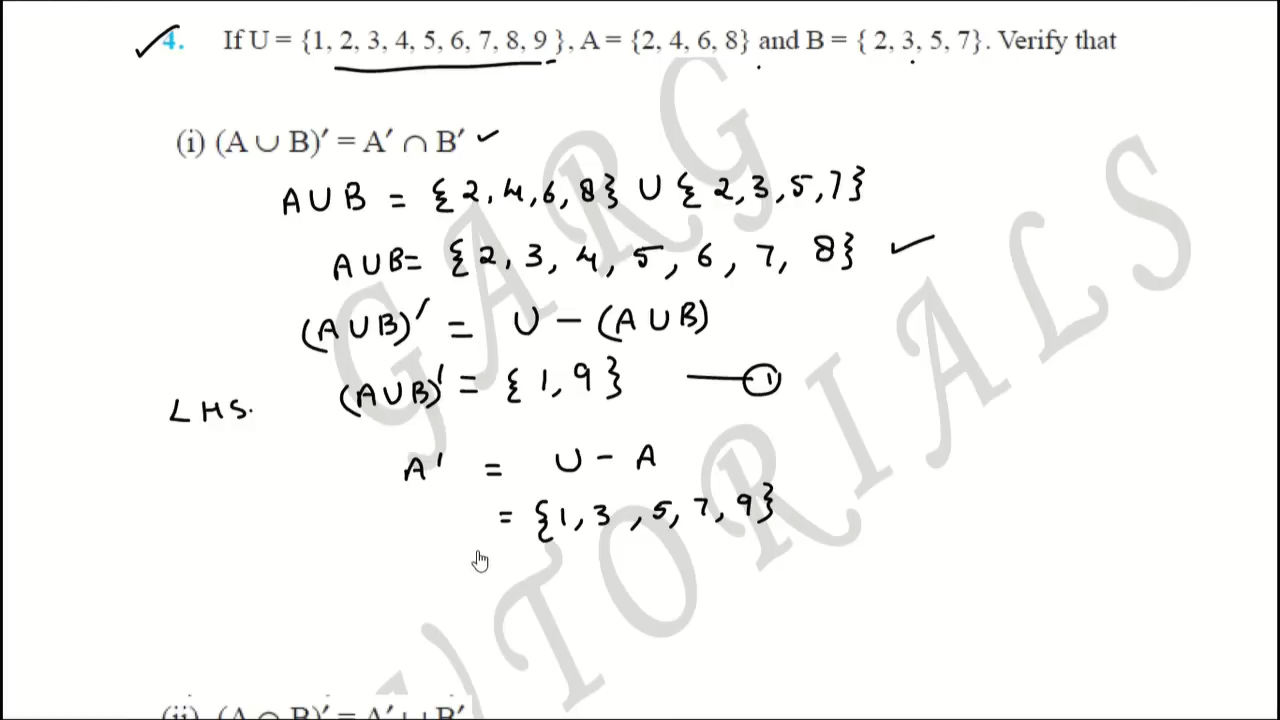 4. If U = {1, 2, 3, 4, 5, 6, 7, 8, 9 }, A = {2, 4, 6, 8} and B = { 2, 3, 5, 7}. Verify that
(i) (A ∪ B)′ = A′ ∩ B′
A ∪ B = {2, 4, 6, 8} ∪ {2, 3, 5, 7}
A ∪ B = {2, 3, 4, 5, 6, 7, 8}
(A ∪ B)' = U - (A ∪ B)
LHS. (A ∪ B)' = {1, 9} — ①
A' = U - A
= {1, 3, 5, 7, 9}
(ii) (A ∩ B)′ = A′ ∪ B′
GARG
TUTORIALS